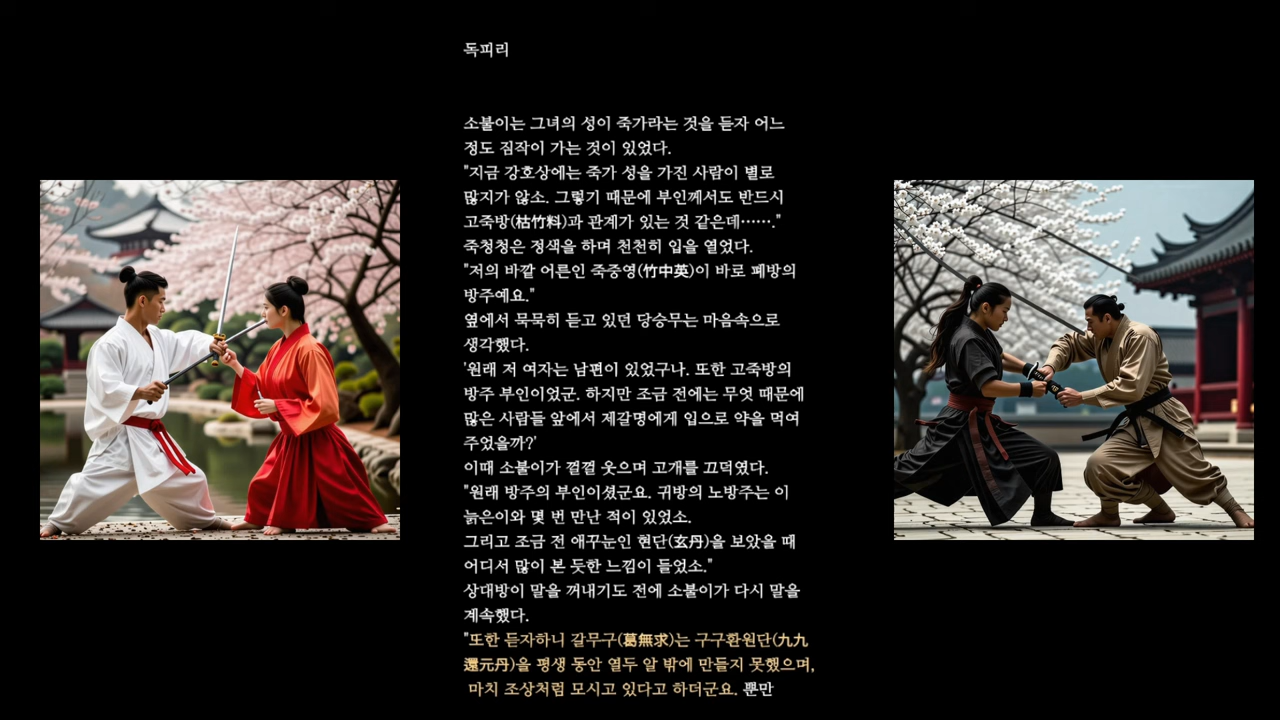 독피리
소불이는 그녀의 성이 죽가라는 것을 듣자 어느
정도 짐작이 가는 것이 있었다.
"지금 강호상에는 죽가 성을 가진 사람이 별로
많지가 않소. 그렇기 때문에 부인께서도 반드시
고죽방(枯竹料)과 관계가 있는 것 같은데……."
죽청청은 정색을 하며 천천히 입을 열었다.
"저의 바깥 어른인 죽중영(竹中英)이 바로 폐방의
방주예요."
옆에서 묵묵히 듣고 있던 당승무는 마음속으로
생각했다.
'원래 저 여자는 남편이 있었구나. 또한 고죽방의
방주 부인이었군. 하지만 조금 전에는 무엇 때문에
많은 사람들 앞에서 제갈명에게 입으로 약을 먹여
주었을까?'
이때 소불이가 껄껄 웃으며 고개를 끄덕였다.
"원래 방주의 부인이셨군요. 귀방의 노방주는 이
늙은이와 몇 번 만난 적이 있었소.
그리고 조금 전 애꾸눈인 현단(玄丹)을 보았을 때
어디서 많이 본 듯한 느낌이 들었소."
상대방이 말을 꺼내기도 전에 소불이가 다시 말을
계속했다.
"또한 듣자하니 갈무구(葛無求)는 구구환원단(九九
還元丹)을 평생 동안 열두 알 밖에 만들지 못했으며,
마치 조상처럼 모시고 있다고 하더군요. 뿐만